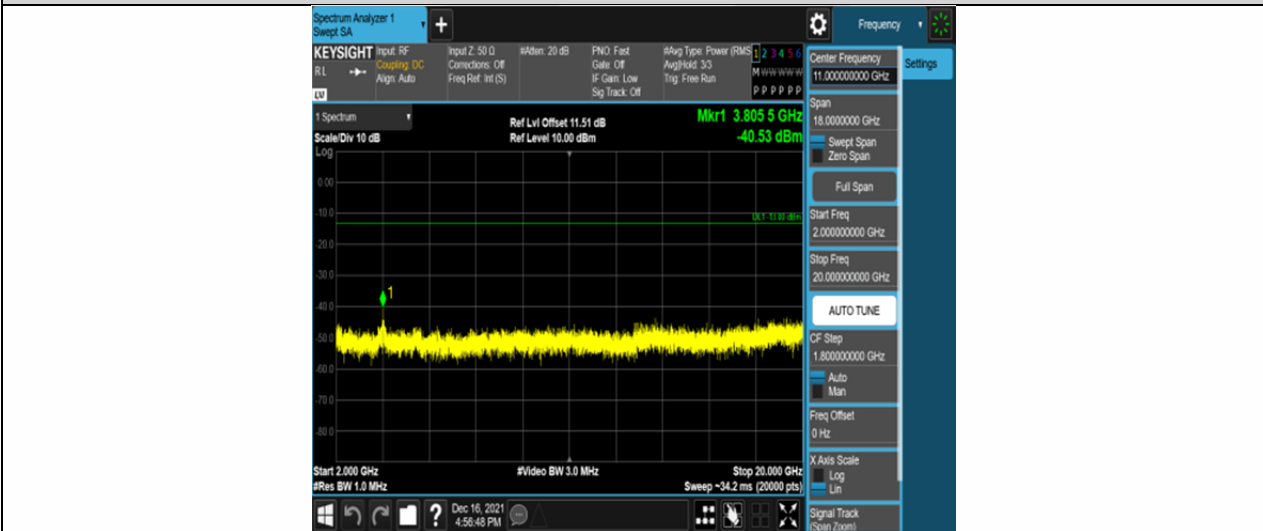 Spectrum Analyzer 1
Swept SA
+
Frequency
KEYSIGHT
RL
LV
Input: RF
Coupling: DC
Align: Auto
Input Z: 50 Ω
Corrections: Off
Freq Ref: Int (S)
#Atten: 20 dB
PNO: Fast
Gate: Off
IF Gain: Low
Sig Track: Off
#Avg Type: Power (RMS
Avg|Hold: 3/3
Trig: Free Run
1 2 3 4 5 6
M W W W W W
P P P P P P
1 Spectrum
Scale/Div 10 dB
Log
Ref Lvl Offset 11.51 dB
Ref Level 10.00 dBm
Mkr1 3.805 5 GHz
-40.53 dBm
0.00
-10.0
DL1 -13.00 dBm
-20.0
-30.0
1
-40.0
-50.0
-60.0
-70.0
-80.0
Start 2.000 GHz
#Res BW 1.0 MHz
#Video BW 3.0 MHz
Stop 20.000 GHz
Sweep ~34.2 ms (20000 pts)
Dec 16, 2021
4:56:48 PM
?
Center Frequency
11.000000000 GHz
Settings
Span
18.0000000 GHz
Swept Span
Zero Span
Full Span
Start Freq
2.000000000 GHz
Stop Freq
20.000000000 GHz
AUTO TUNE
CF Step
1.800000000 GHz
Auto
Man
Freq Offset
0 Hz
X Axis Scale
Log
Lin
Signal Track
(Span Zoom)